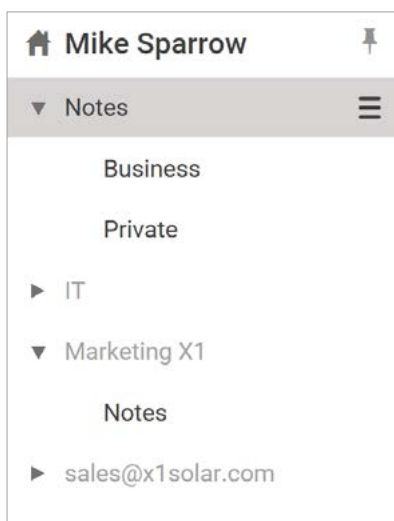 Mike Sparrow
Notes
Business
Private
IT
Marketing X1
Notes
sales@x1solar.com